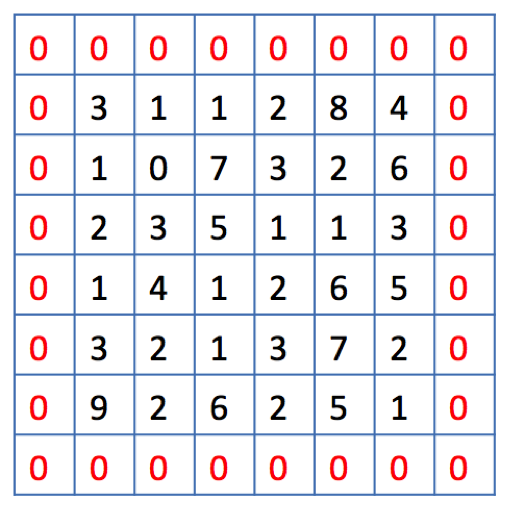 0 0 0 0 0 0 0 0
0 3 1 1 2 8 4 0
0 1 0 7 3 2 6 0
0 2 3 5 1 1 3 0
0 1 4 1 2 6 5 0
0 3 2 1 3 7 2 0
0 9 2 6 2 5 1 0
0 0 0 0 0 0 0 0